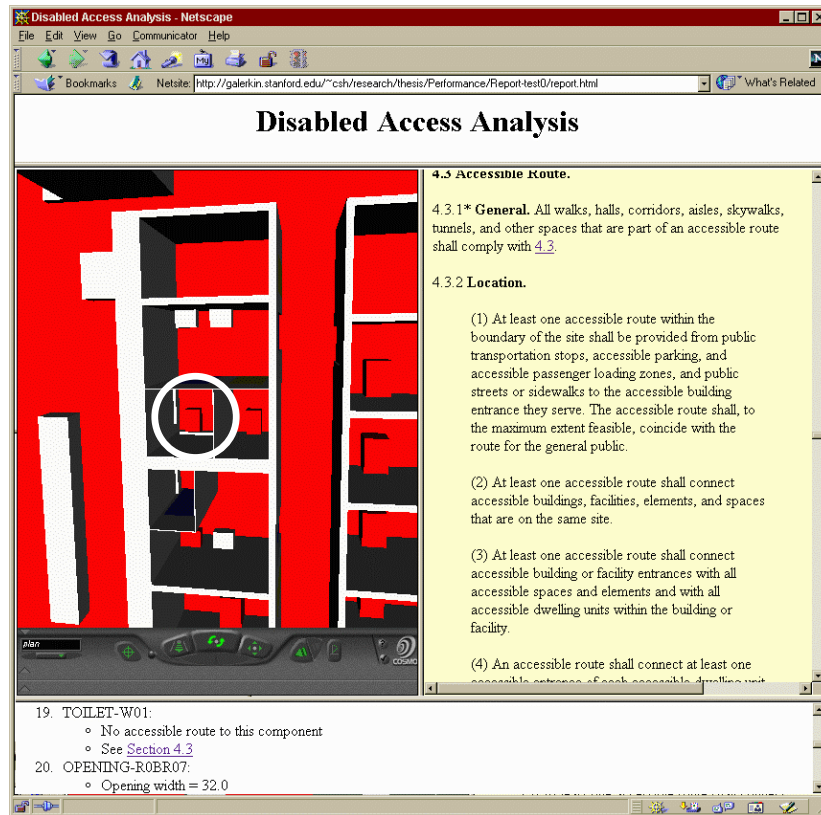 Disabled Access Analysis - Netscape
File Edit View Go Communicator Help
My
N
Bookmarks Netsite: http://galerkin.stanford.edu/~csh/research/thesis/Performance/Report-test0/report.html What's Related
Disabled Access Analysis
4.3 Accessible Route.
4.3.1* General. All walks, halls, corridors, aisles, skywalks,
tunnels, and other spaces that are part of an accessible route
shall comply with 4.3.
4.3.2 Location.
(1) At least one accessible route within the
boundary of the site shall be provided from public
transportation stops, accessible parking, and
accessible passenger loading zones, and public
streets or sidewalks to the accessible building
entrance they serve. The accessible route shall, to
the maximum extent feasible, coincide with the
route for the general public.
(2) At least one accessible route shall connect
accessible buildings, facilities, elements, and spaces
that are on the same site.
(3) At least one accessible route shall connect
accessible building or facility entrances with all
accessible spaces and elements and with all
accessible dwelling units within the building or
facility.
(4) An accessible route shall connect at least one
accessible entrance of each accessible dwelling unit
plan
COSMO
19. TOILET-W01:
No accessible route to this component
See Section 4.3
20. OPENING-R0BR07:
Opening width = 32.0